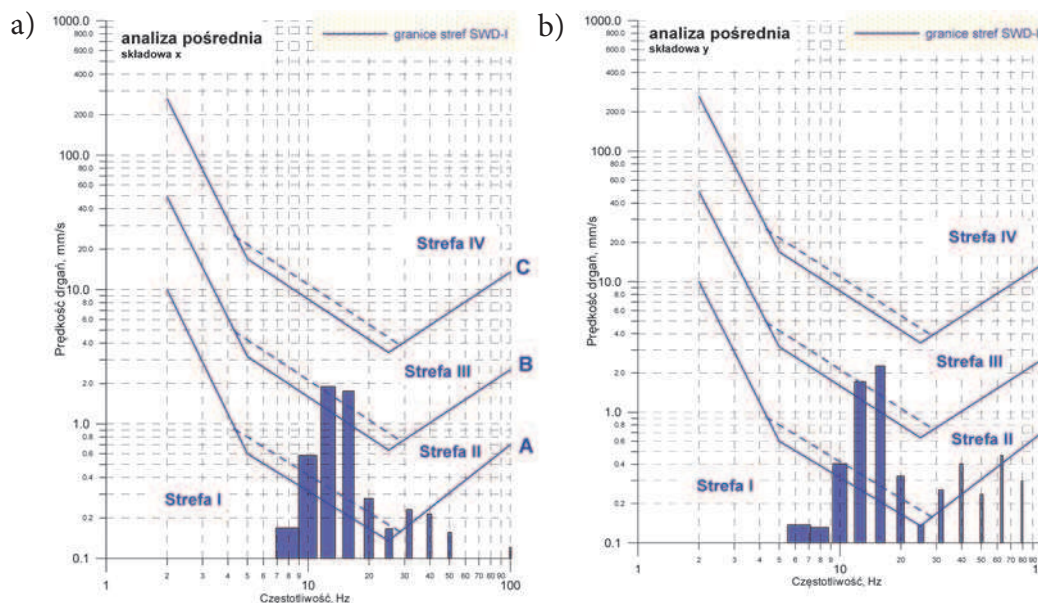 a)
analiza pośrednia
składowa x
granice stref SWD-I
1000.0
800.0
600.0
400.0
200.0
100.0
80.0
60.0
40.0
20.0
10.0
8.0
6.0
4.0
2.0
1.0
0.8
0.6
0.4
0.2
0.1
Prędkość drgań, mm/s
Strefa IV
C
Strefa III
B
Strefa II
A
Strefa I
1 2 3 4 5 6 7 8 9 10 20 30 40 50 60 70 80 90 100
Częstotliwość, Hz
b)
analiza pośrednia
składowa y
granice stref SWD-I
1000.0
800.0
600.0
400.0
200.0
100.0
80.0
60.0
40.0
20.0
10.0
8.0
6.0
4.0
2.0
1.0
0.8
0.6
0.4
0.2
0.1
Prędkość drgań, mm/s
Strefa IV
Strefa III
Strefa II
Strefa I
1 2 3 4 5 6 7 8 9 10 20 30 40 50 60 70 80 90
Częstotliwość, Hz